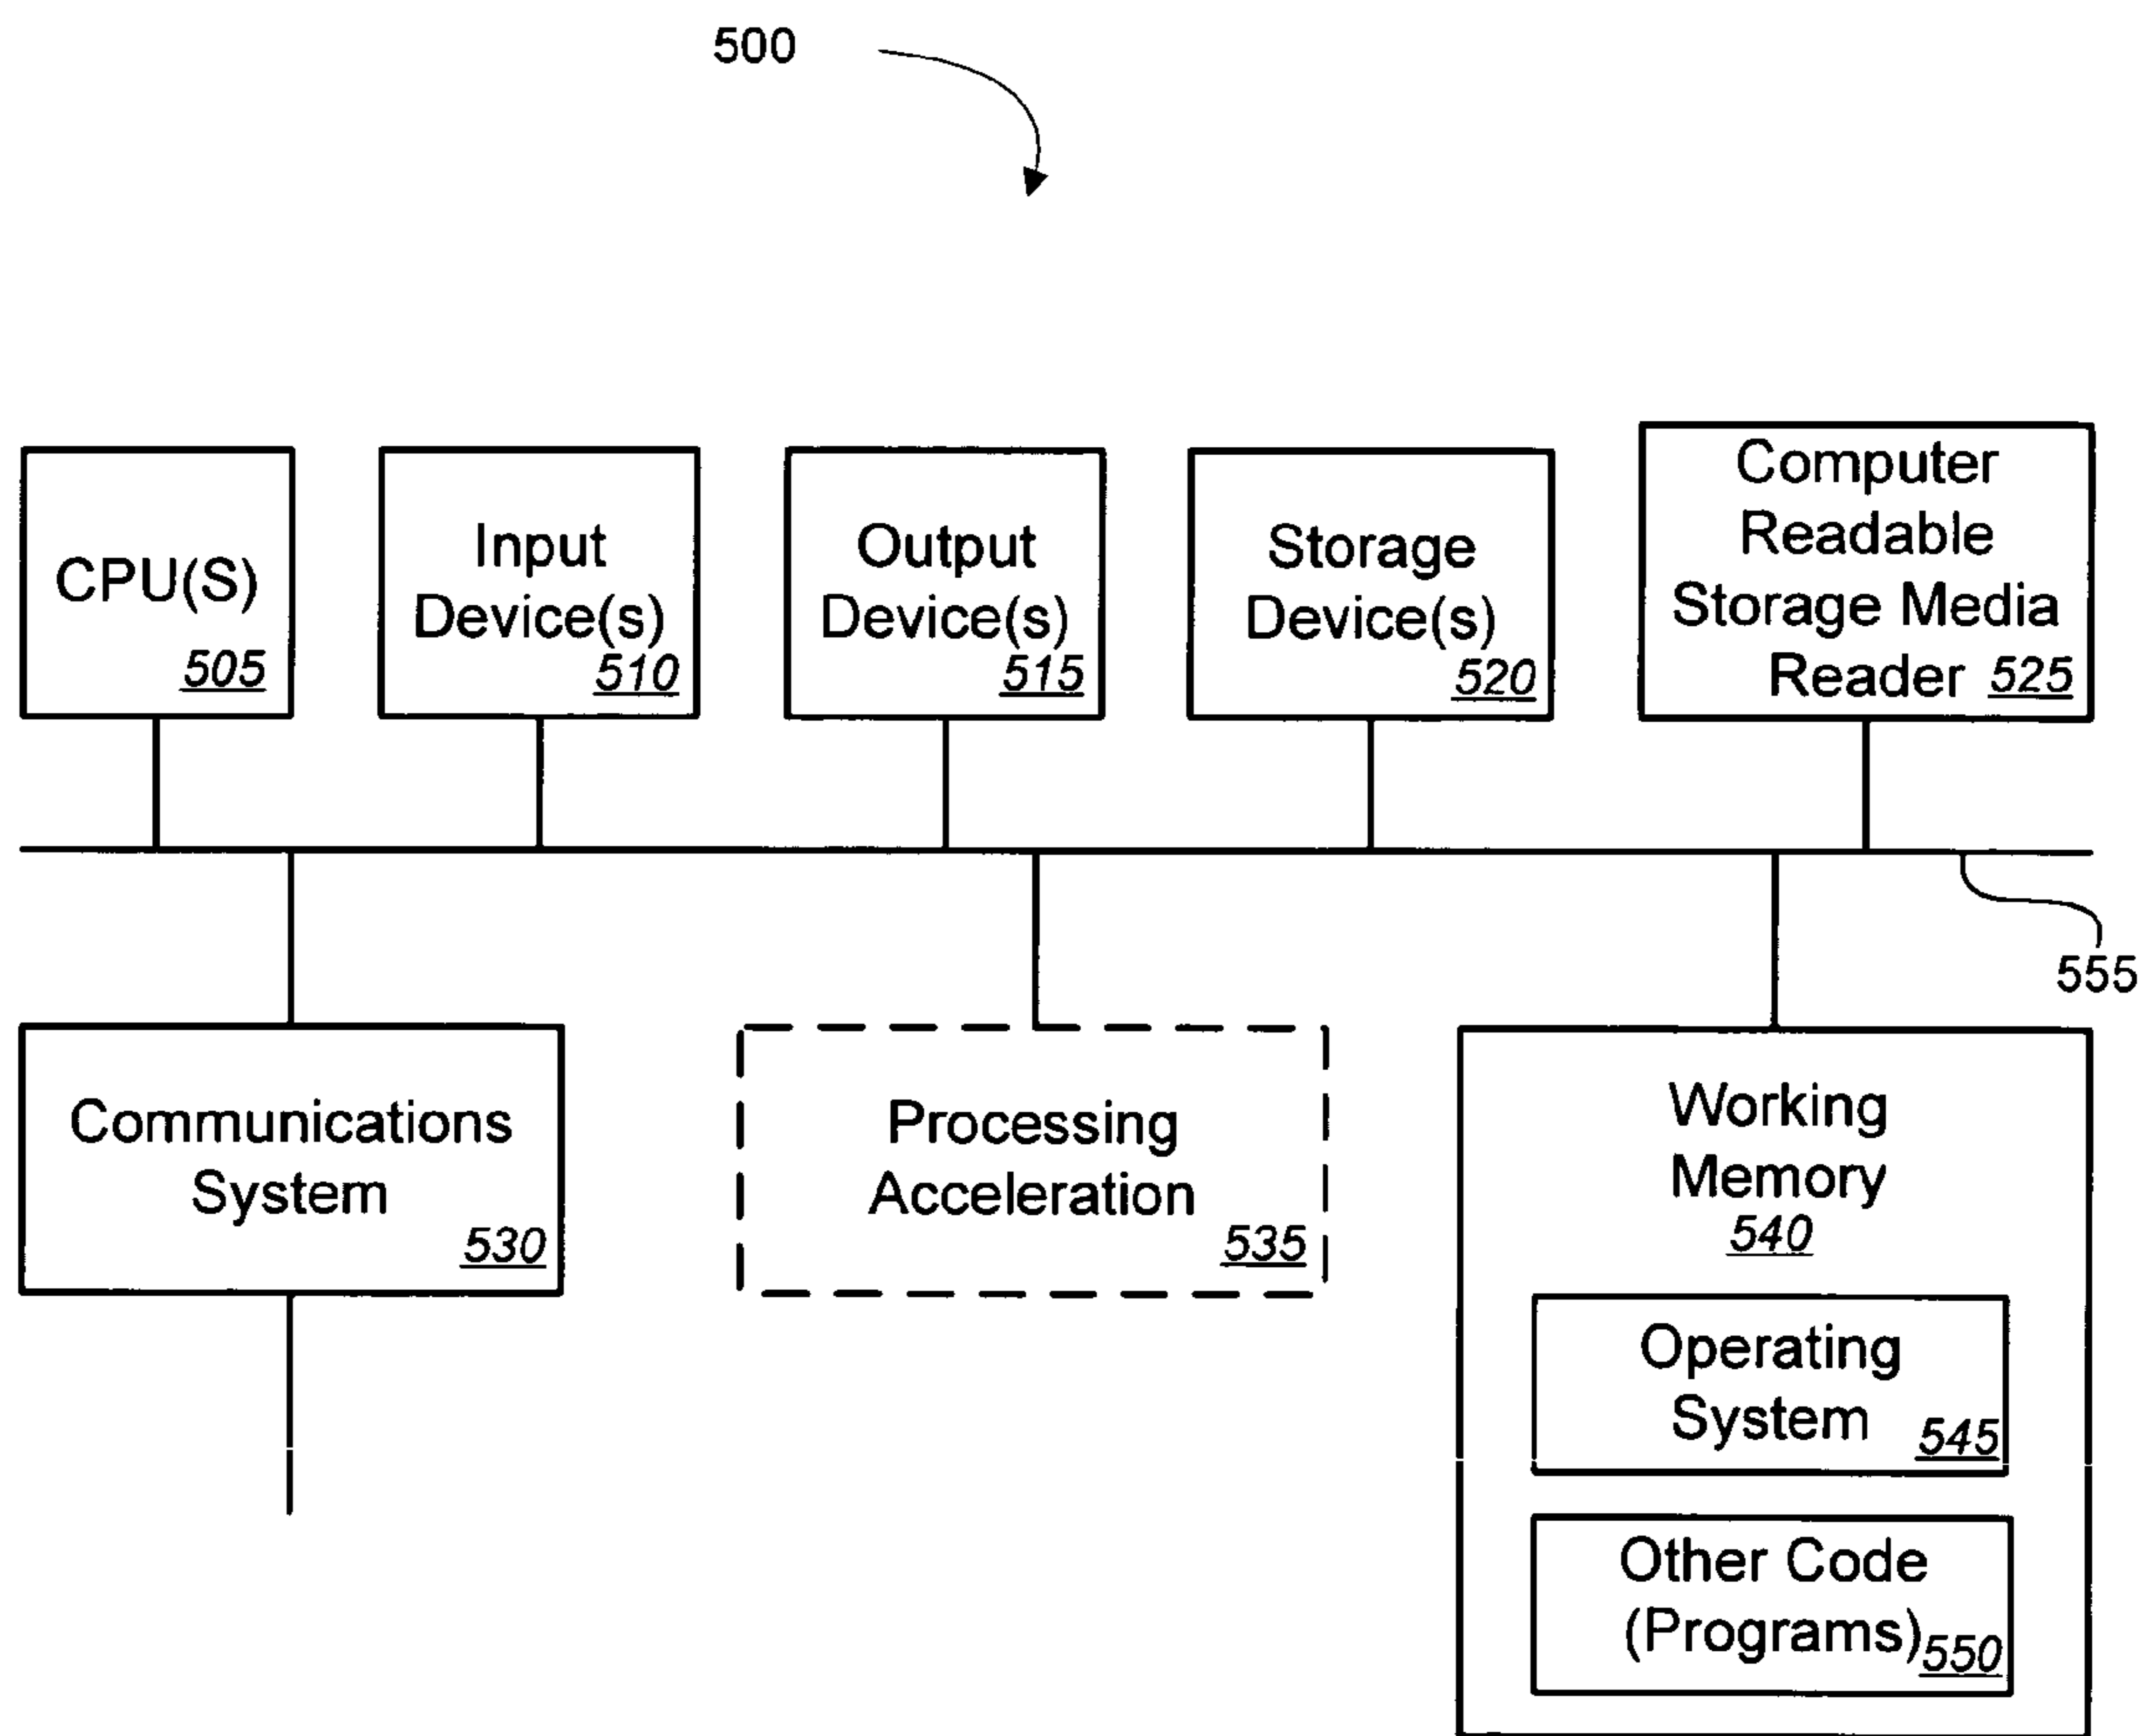 500
CPU(S)
505
Input
Device(s)
510
Output
Device(s)
515
Storage
Device(s)
520
Computer
Readable
Storage Media
Reader 525
555
Communications
System
530
Processing
Acceleration
535
Working
Memory
540
Operating
System
545
Other Code
(Programs)
550